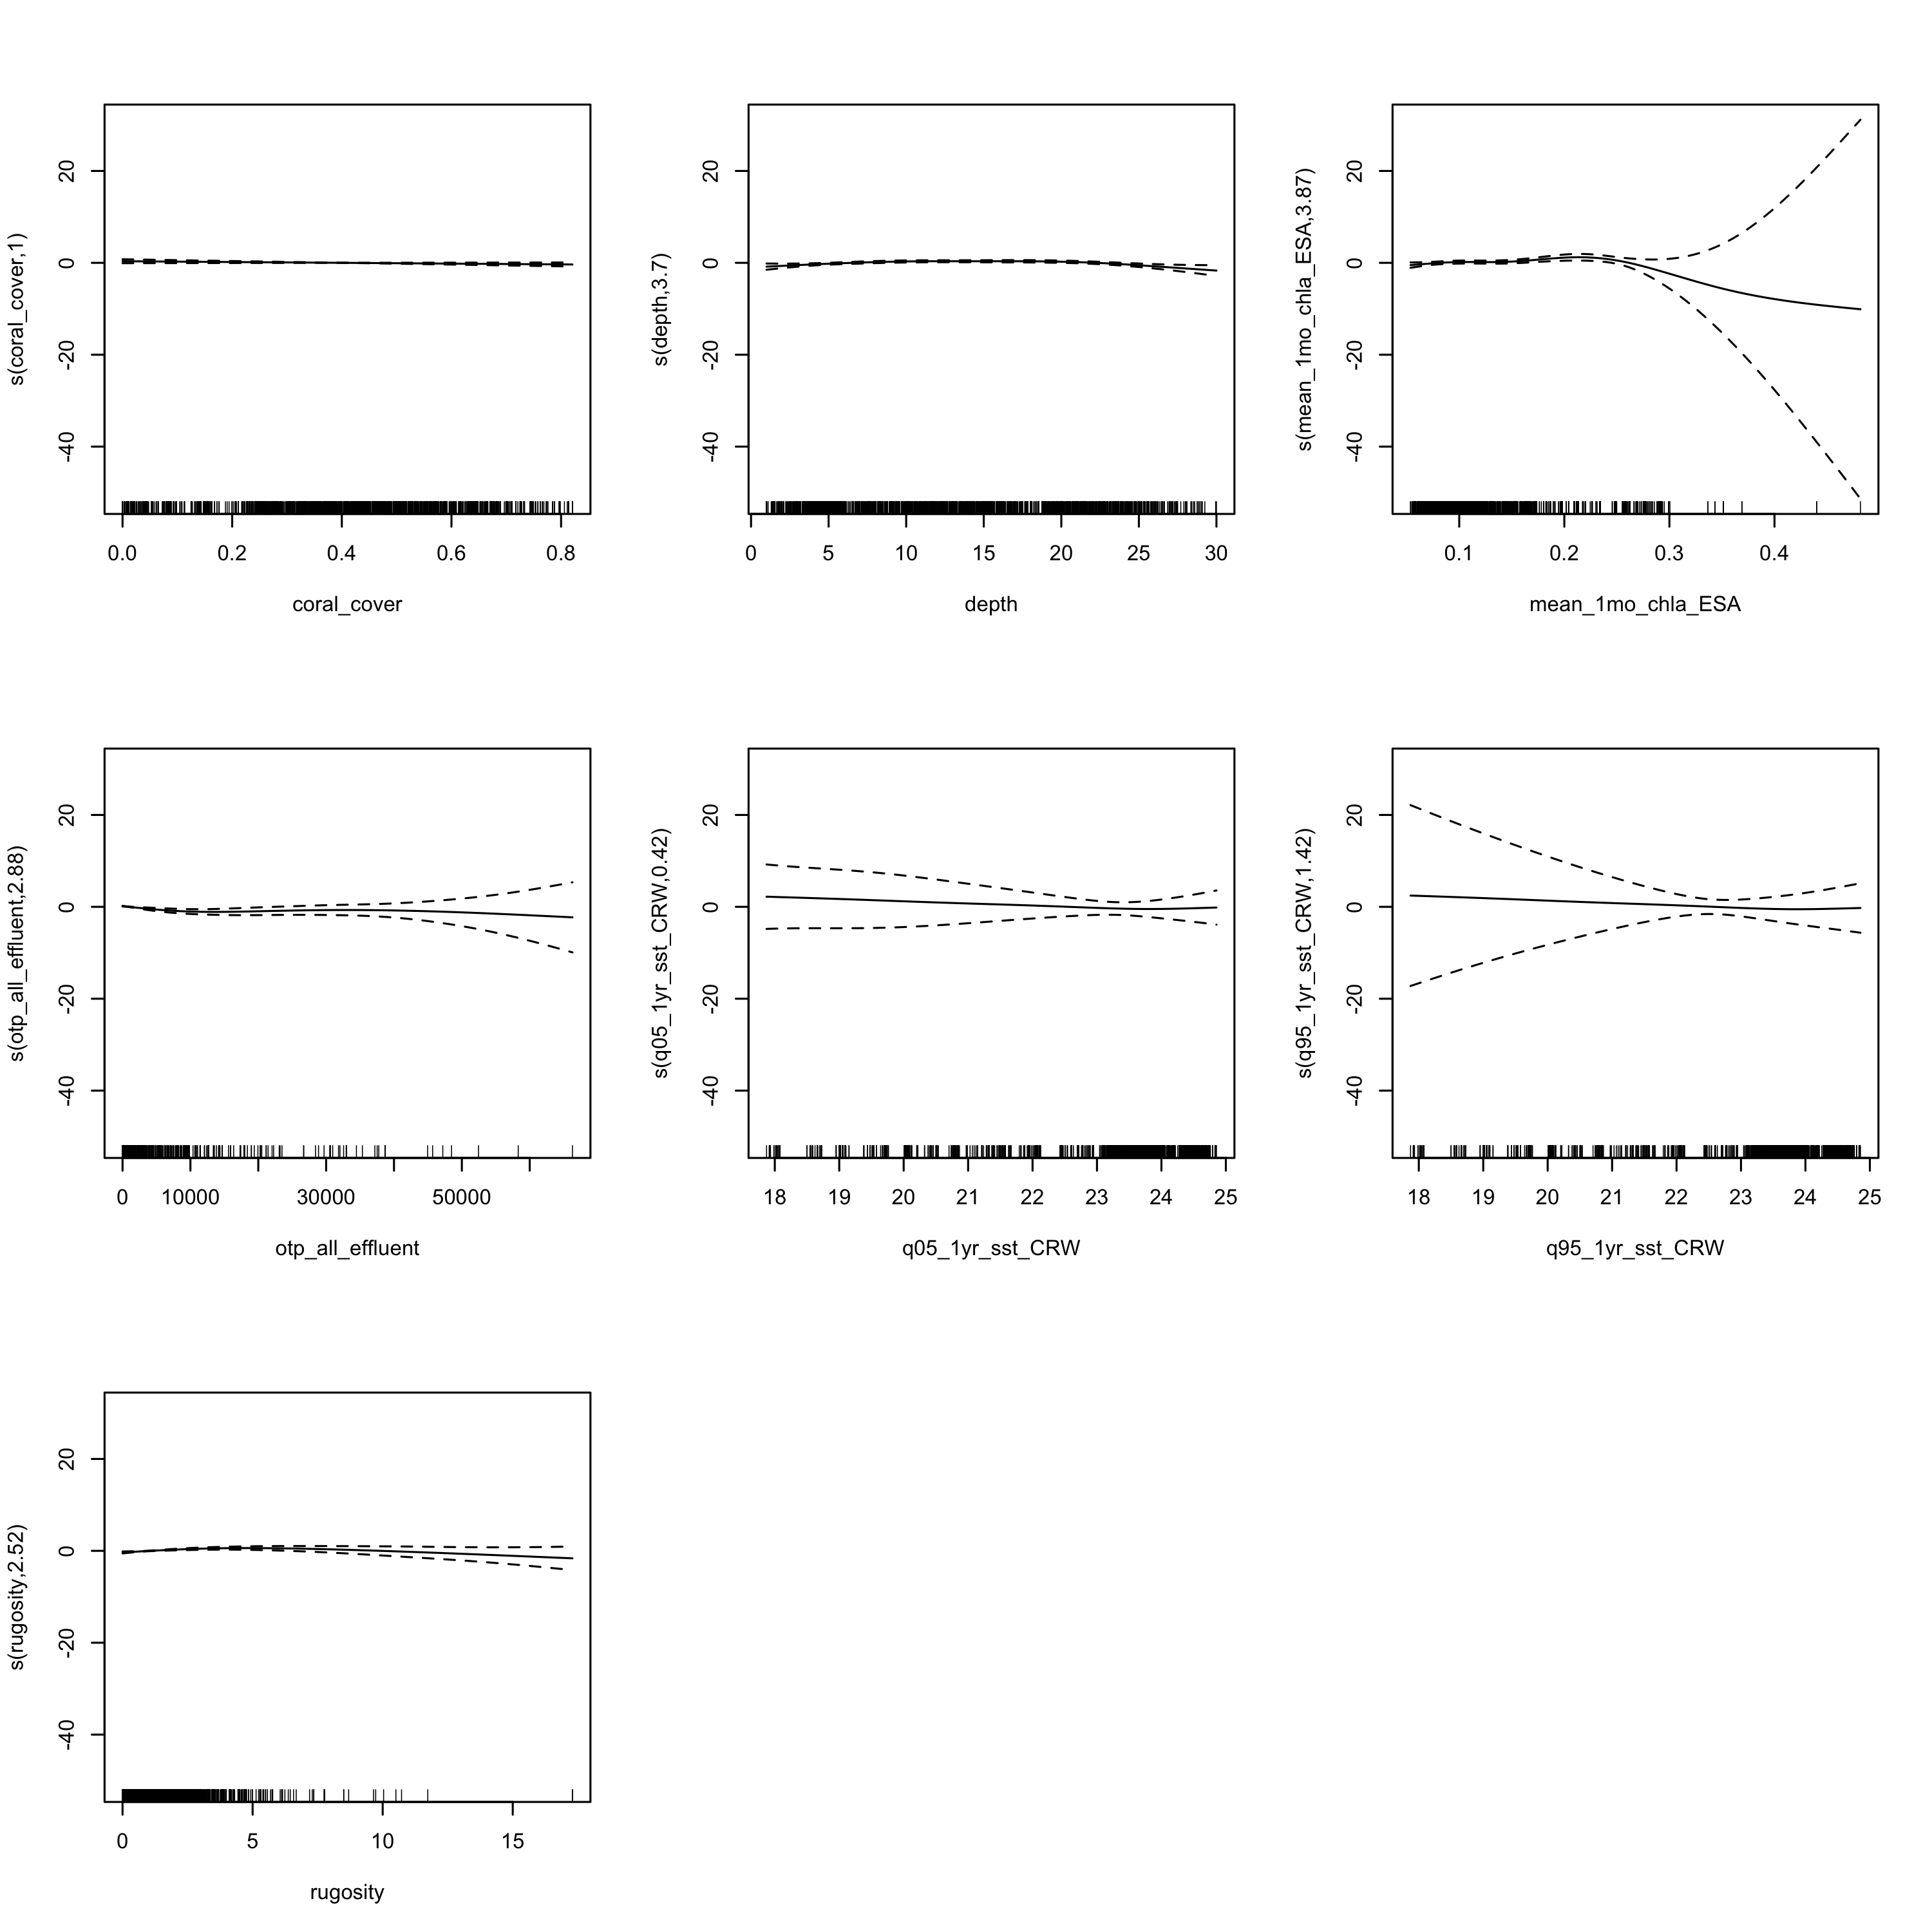 s(coral_cover,1)
20
0
-20
-40
0.0 0.2 0.4 0.6 0.8
coral_cover
s(depth,3.7)
20
0
-20
-40
0 5 10 15 20 25 30
depth
s(mean_1mo_chla_ESA,3.87)
20
0
-20
-40
0.1 0.2 0.3 0.4
mean_1mo_chla_ESA
s(otp_all_effluent,2.88)
20
0
-20
-40
0 10000 30000 50000
otp_all_effluent
s(q05_1yr_sst_CRW,0.42)
20
0
-20
-40
18 19 20 21 22 23 24 25
q05_1yr_sst_CRW
s(q95_1yr_sst_CRW,1.42)
20
0
-20
-40
18 19 20 21 22 23 24 25
q95_1yr_sst_CRW
s(rugosity,2.52)
20
0
-20
-40
0 5 10 15
rugosity